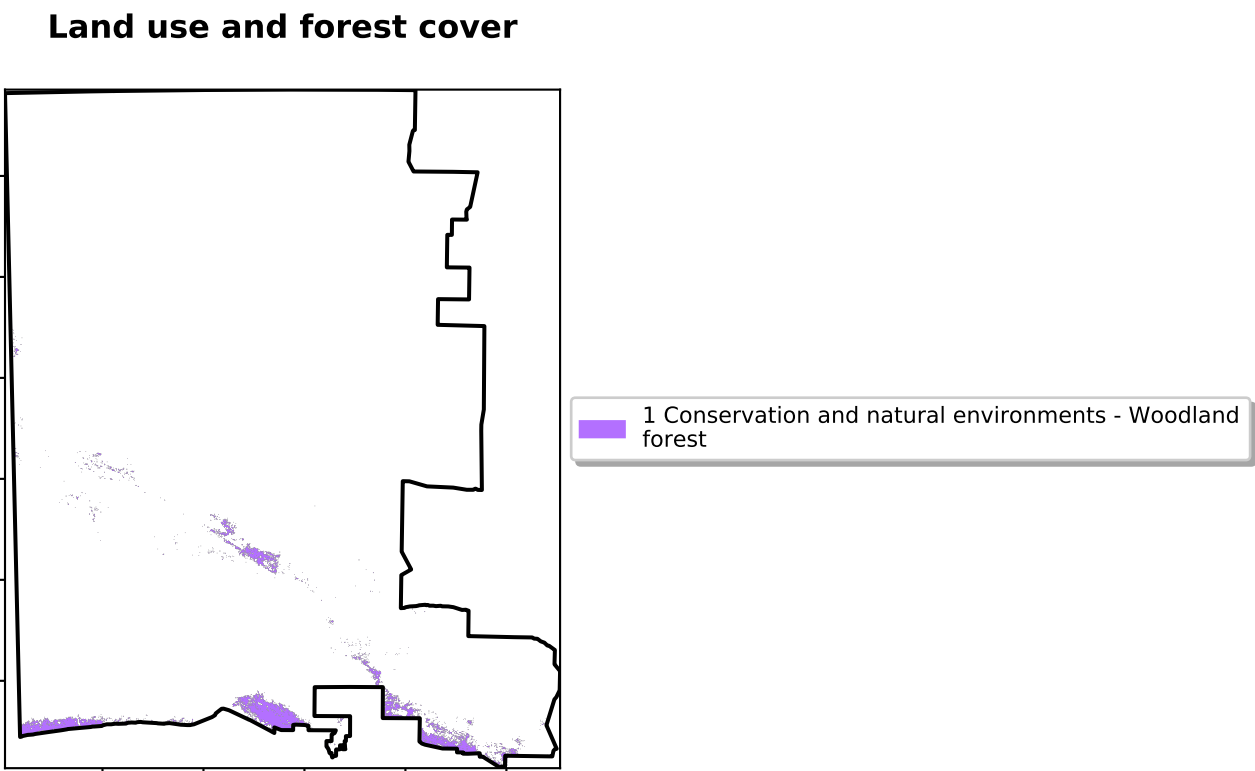 Land use and forest cover
1 Conservation and natural environments - Woodland
forest